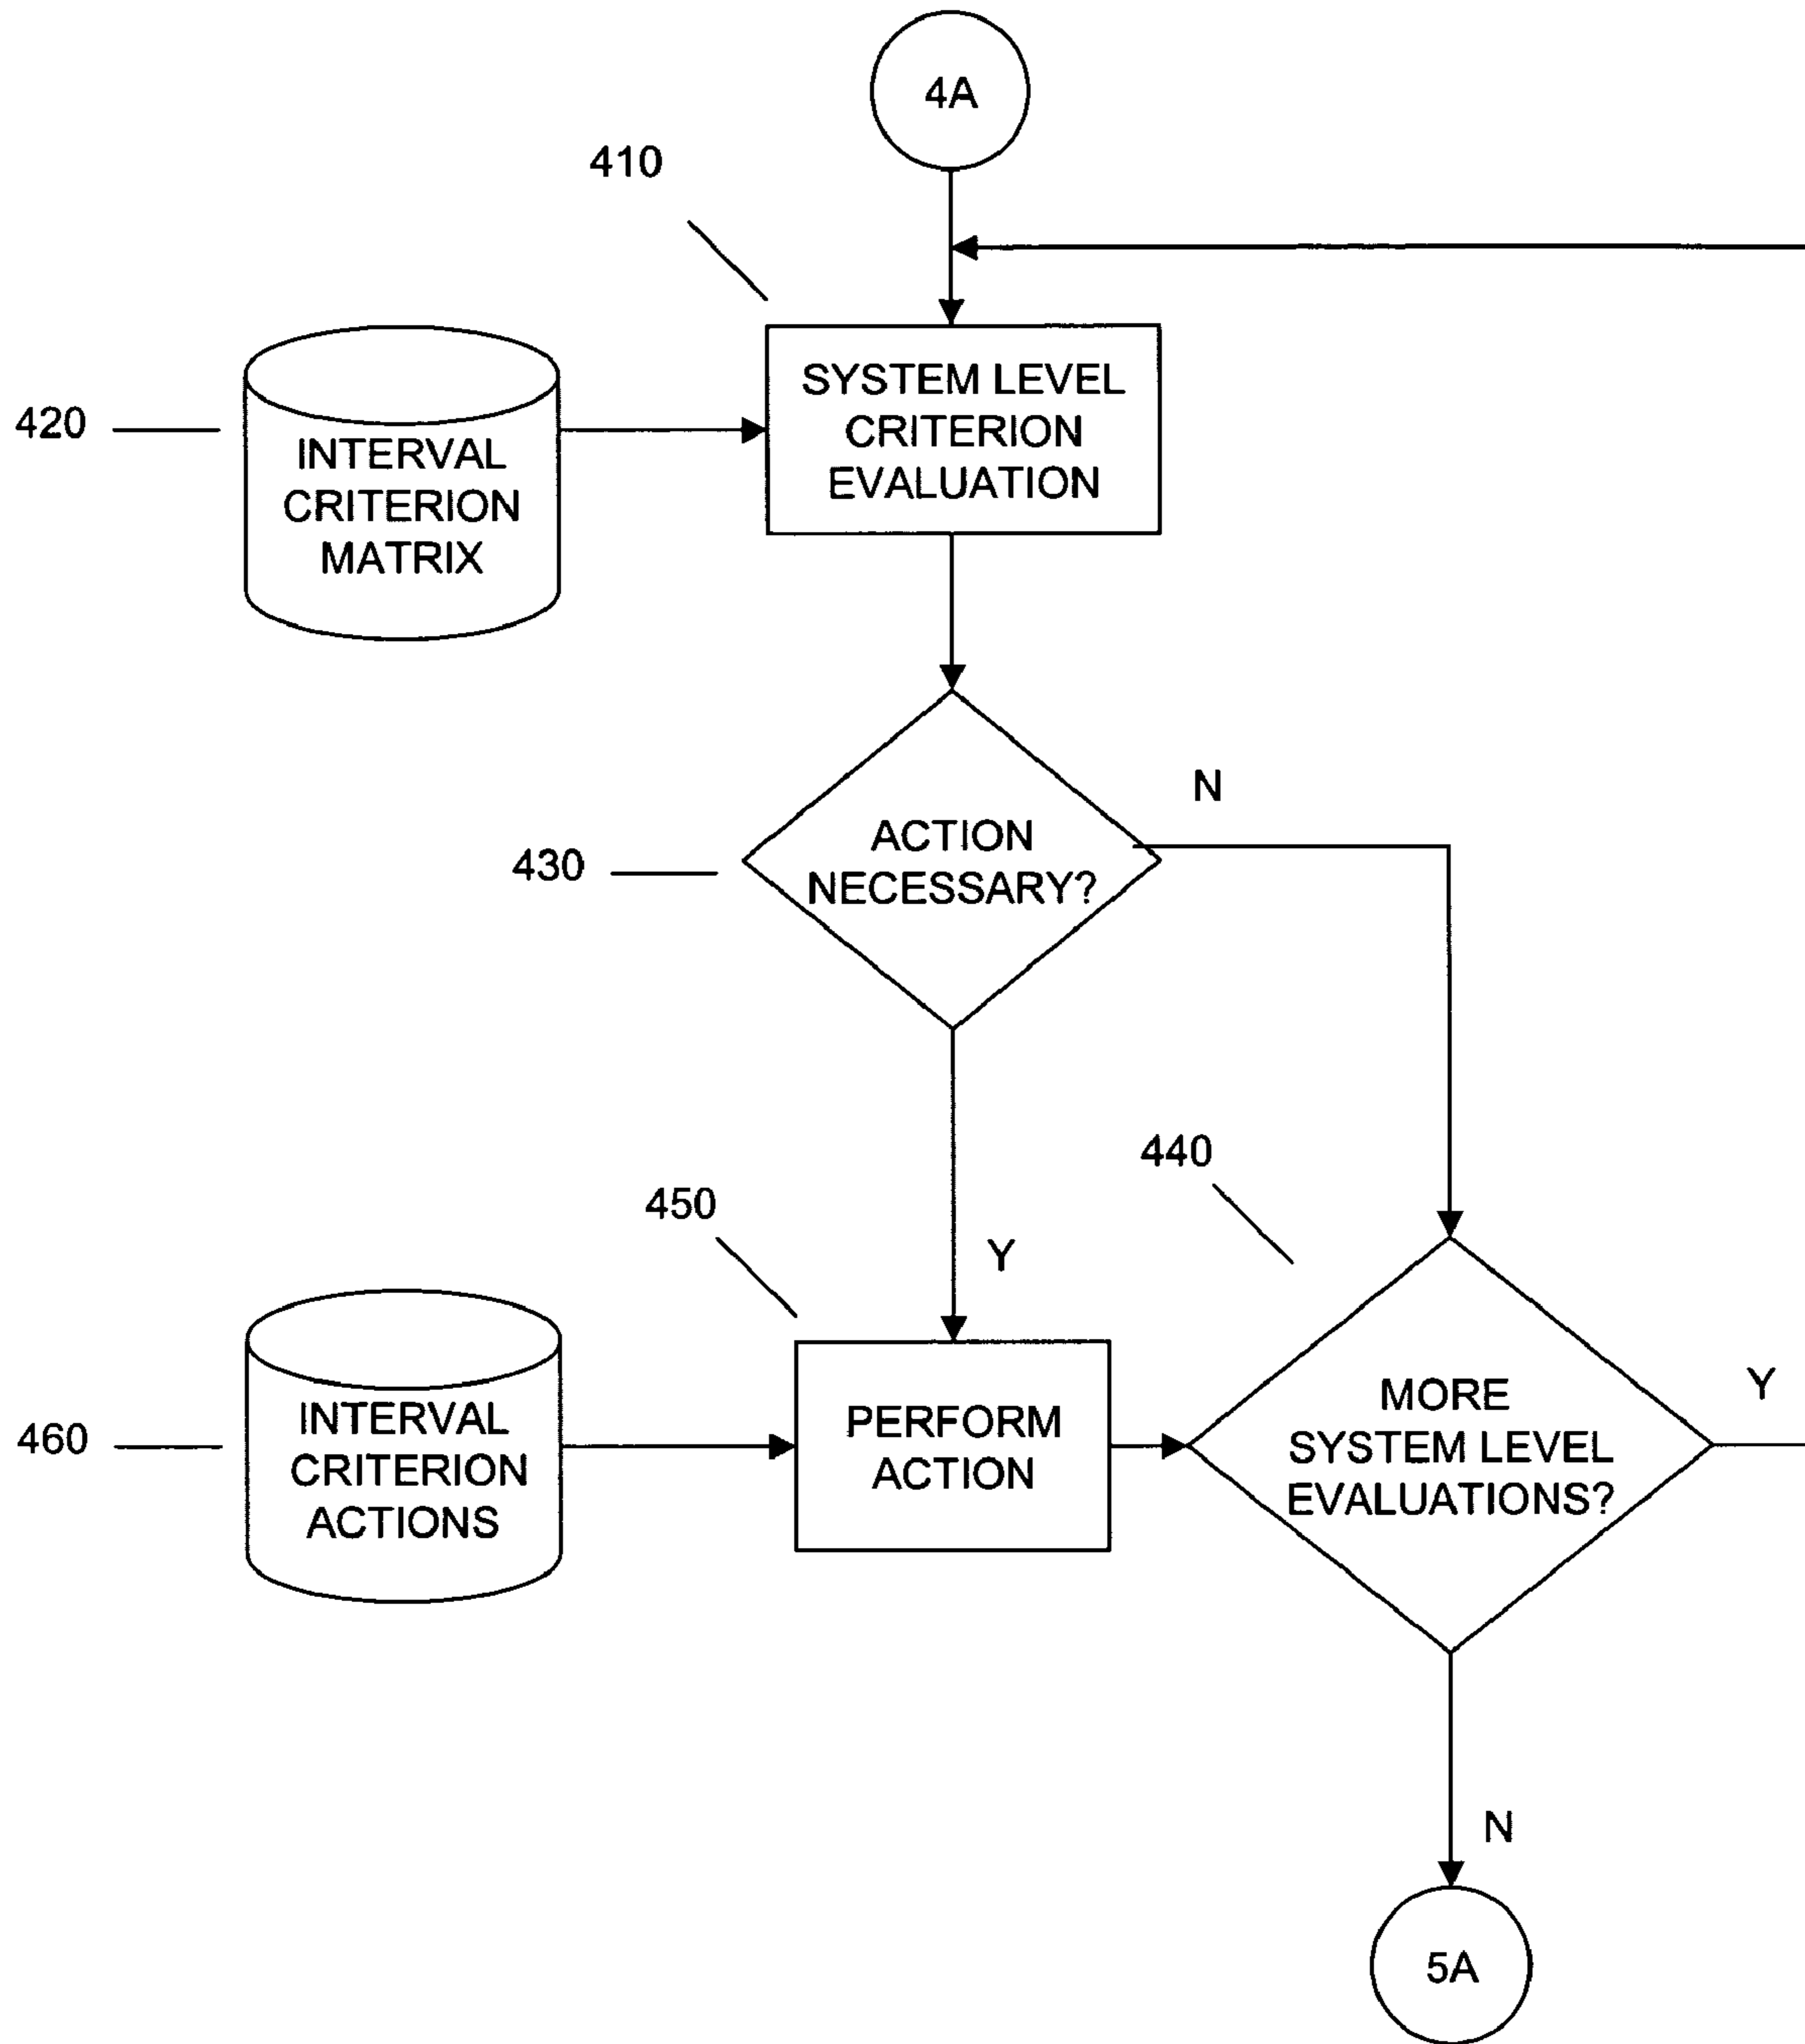 4A
410
SYSTEM LEVEL
CRITERION
EVALUATION
420
INTERVAL
CRITERION
MATRIX
N
ACTION
NECESSARY?
430
440
450
Y
INTERVAL
CRITERION
ACTIONS
460
PERFORM
ACTION
MORE
SYSTEM LEVEL
EVALUATIONS?
Y
N
5A